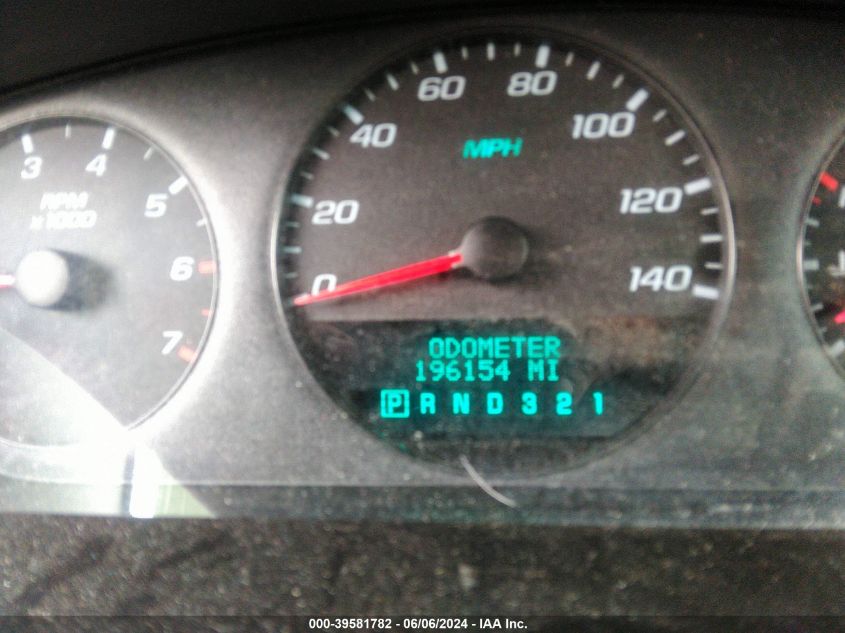 60 80
40 100
MPH
3 4
20 120
5
RPM
x1000
6 0 140
7
ODOMETER
196154 MI
P R N D 3 2 1
000-39581782 - 06/06/2024 - IAA Inc.